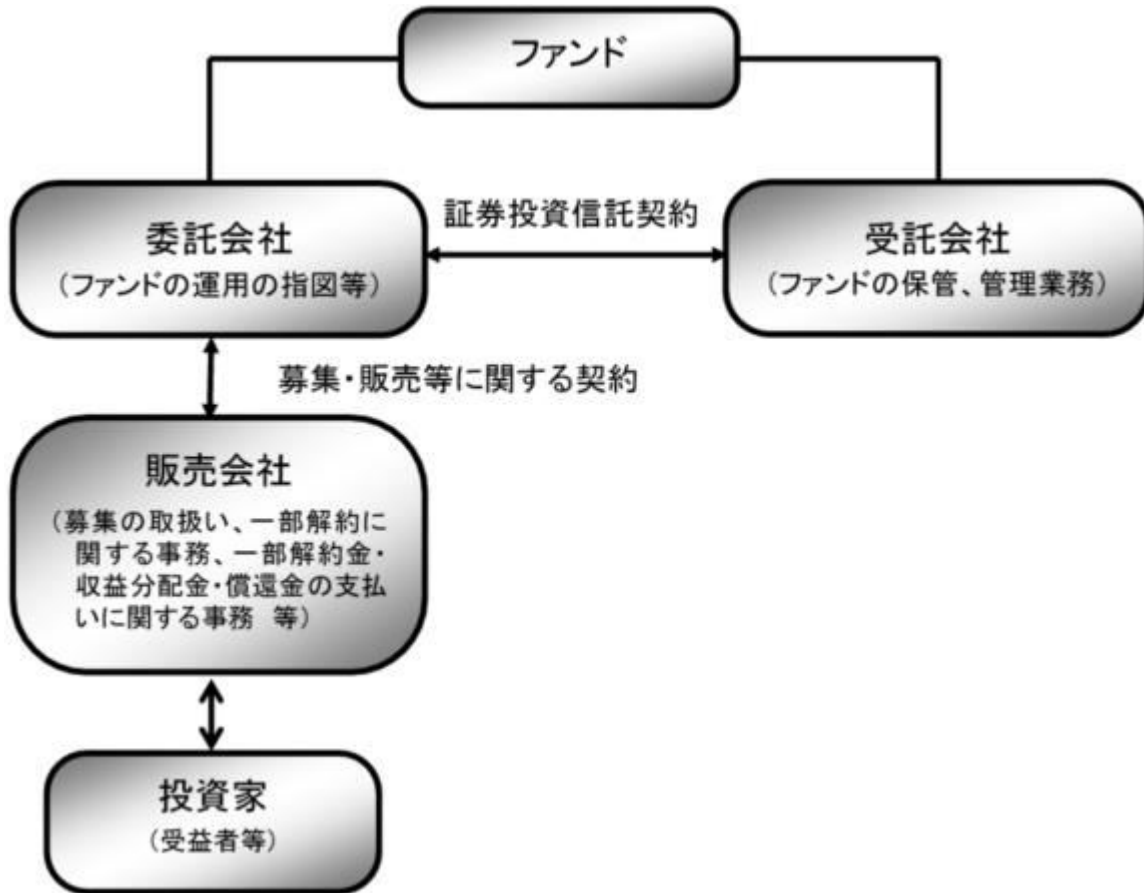 ファンド
委託会社
（ファンドの運用の指図等）
証券投資信託契約
受託会社
（ファンドの保管、管理業務）
募集・販売等に関する契約
販売会社
（募集の取扱い、一部解約に
関する事務、一部解約金・
収益分配金・償還金の支払
いに関する事務　等）
投資家
（受益者等）